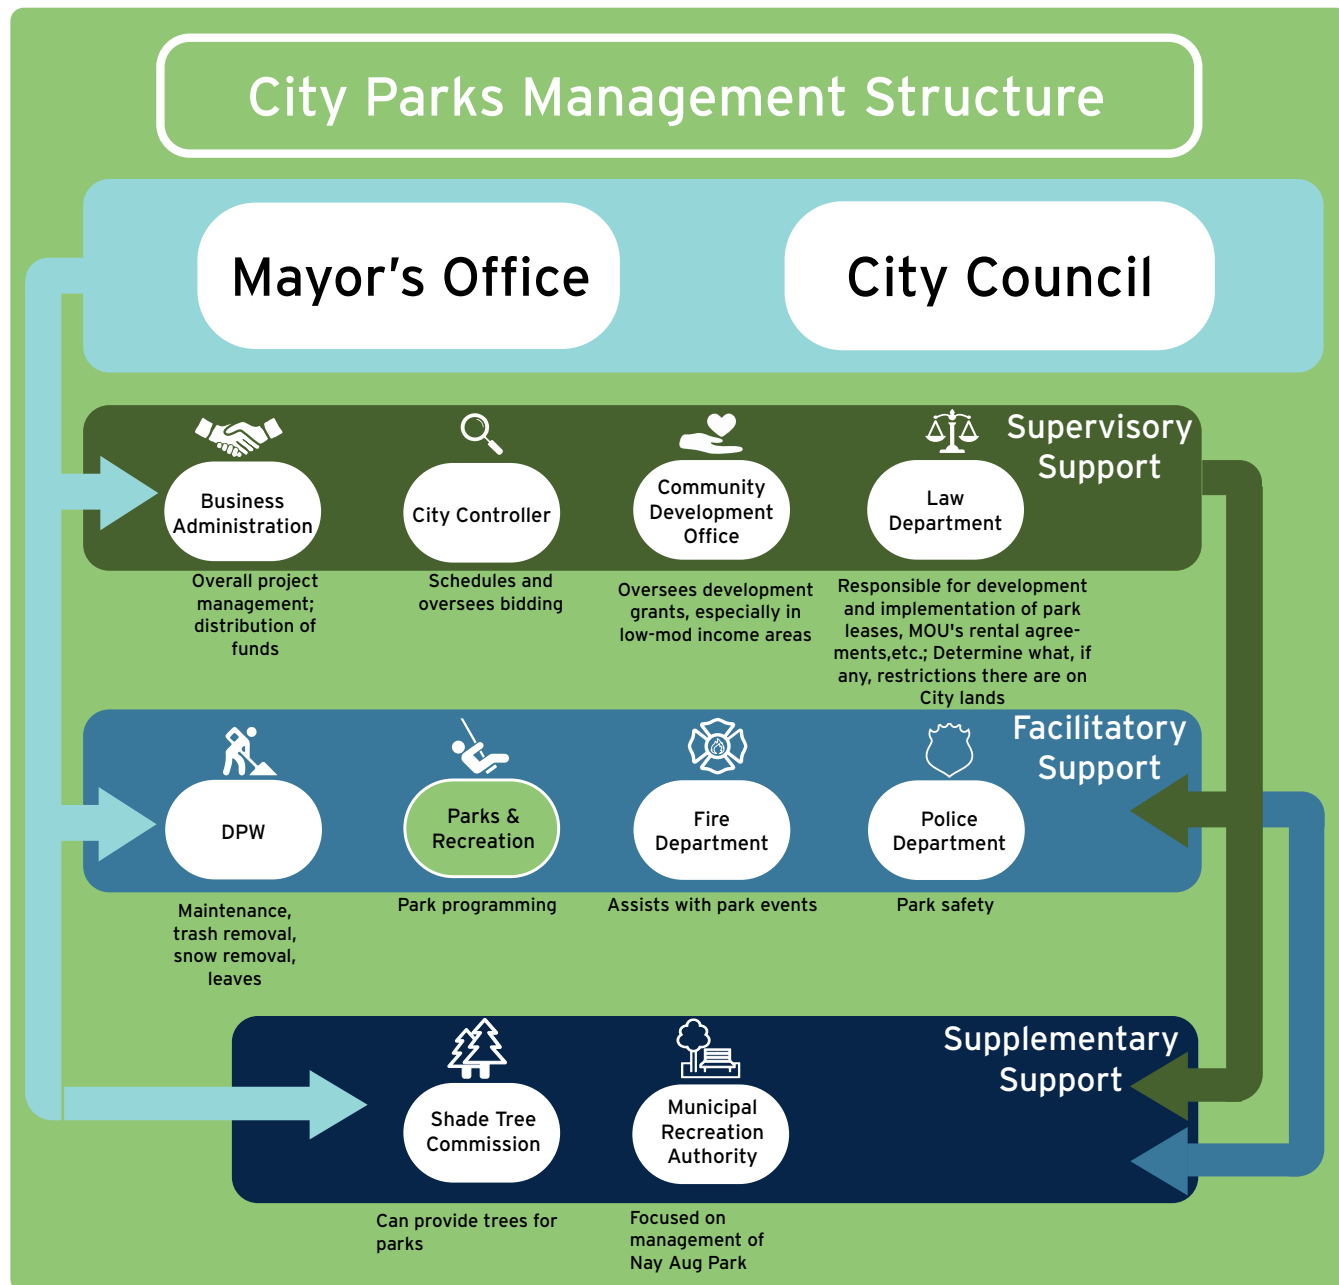 City Parks Management Structure
Mayor's Office
City Council
Supervisory
Support
Business
Administration
City Controller
Community
Development
Office
Law
Department
Overall project
management;
distribution of
funds
Schedules and
oversees bidding
Oversees development
grants, especially in
low-mod income areas
Responsible for development
and implementation of park
leases, MOU's rental agree-
ments,etc.; Determine what, if
any, restrictions there are on
City lands
Facilitatory
Support
DPW
Parks &
Recreation
Fire
Department
Police
Department
Maintenance,
trash removal,
snow removal,
leaves
Park programming
Assists with park events
Park safety
Supplementary
Support
Shade Tree
Commission
Municipal
Recreation
Authority
Can provide trees for
parks
Focused on
management of
Nay Aug Park